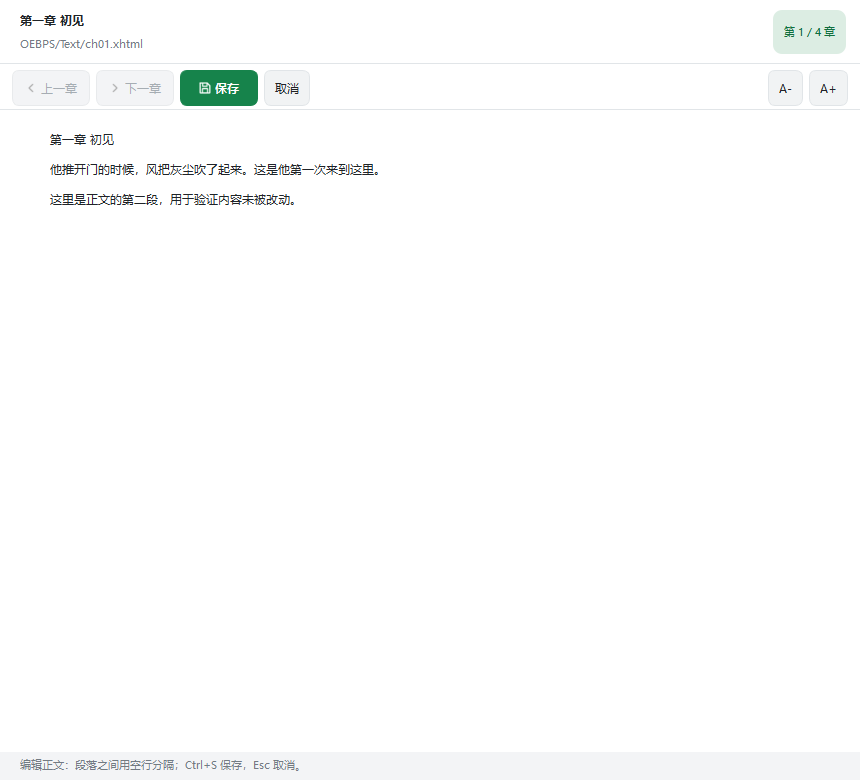 第一章 初见
OEBPS/Text/ch01.xhtml
第 1 / 4 章
上一章 下一章 保存 取消 A- A+
第一章 初见
他推开门的时候，风把灰尘吹了起来。这是他第一次来到这里。
这里是正文的第二段，用于验证内容未被改动。
编辑正文：段落之间用空行分隔；Ctrl+S 保存，Esc 取消。